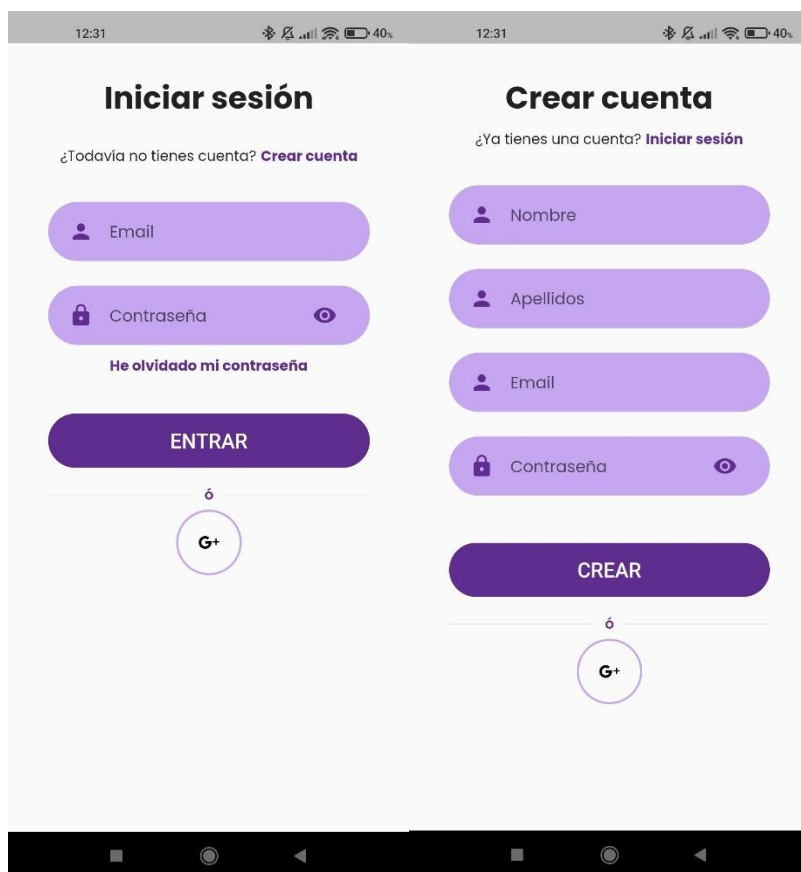 12:31
40%
Iniciar sesión
¿Todavía no tienes cuenta? Crear cuenta
Email
Contraseña
He olvidado mi contraseña
ENTRAR
ó
G+
12:31
40%
Crear cuenta
¿Ya tienes una cuenta? Iniciar sesión
Nombre
Apellidos
Email
Contraseña
CREAR
ó
G+